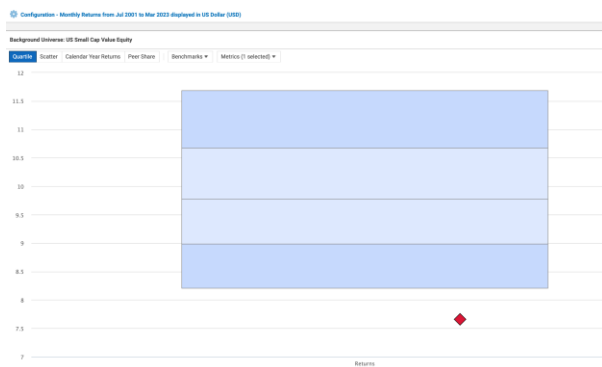 Configuration - Monthly Returns from Jul 2001 to Mar 2023 displayed in US Dollar (USD)
Background Universe: US Small Cap Value Equity
Quartile Scatter Calendar Year Returns Peer Share Benchmarks ▾ Metrics (1 selected) ▾
12
11.5
11
10.5
10
9.5
9
8.5
8
7.5
7
Returns